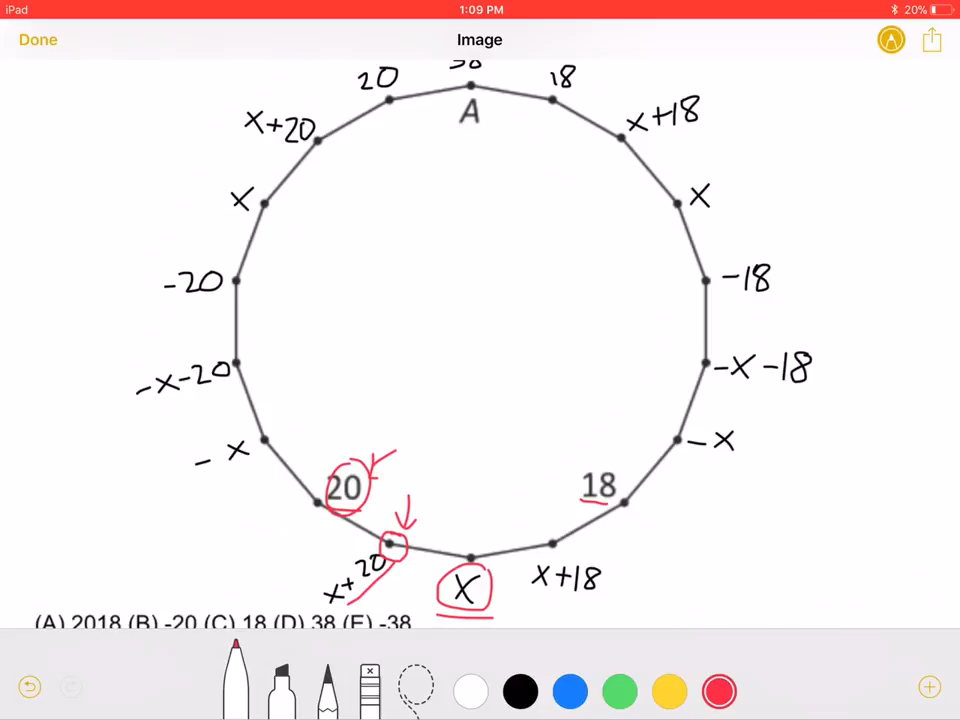 iPad
1:09 PM
20%
Done
Image
38
20
18
A
x+20
x+18
x
x
-20
-18
-x-20
-x-18
-x
-x
20
18
x+20
x
x+18
(A) 2018 (B) -20 (C) 18 (D) 38 (E) -38